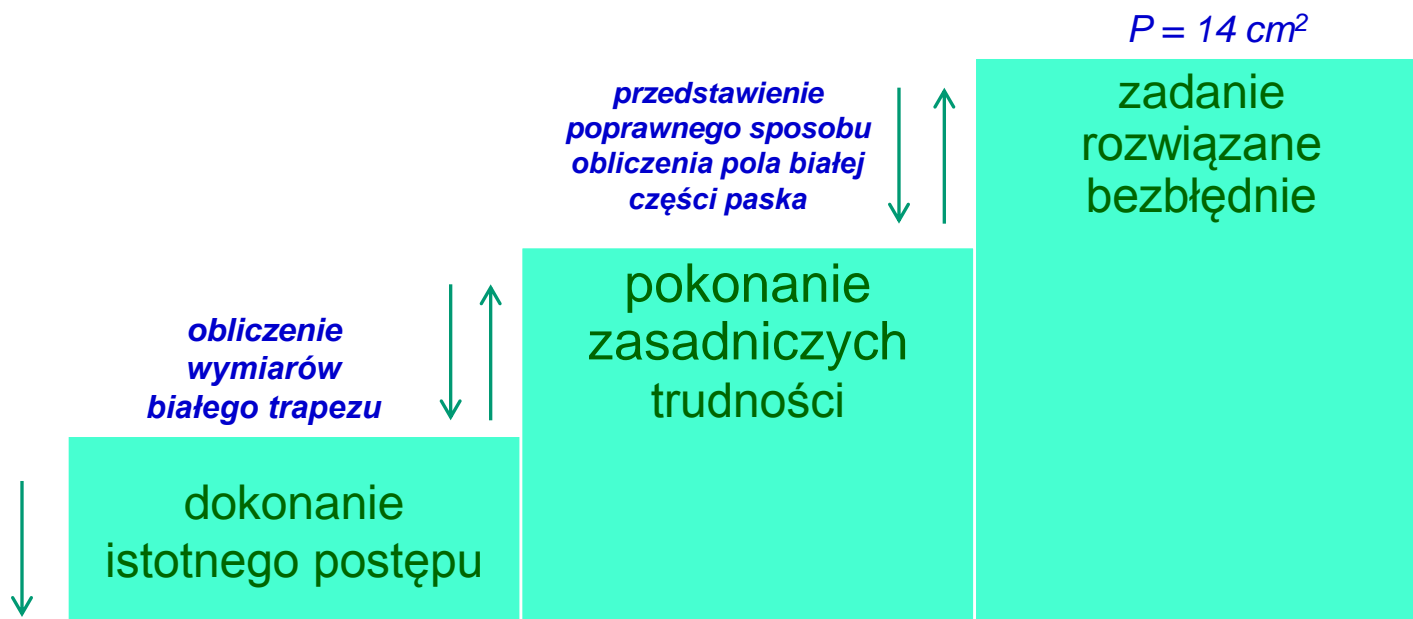 P = 14 cm²
zadanie
rozwiązane
bezbłędnie
przedstawienie
poprawnego sposobu
obliczenia pola białej
części paska
pokonanie
zasadniczych
trudności
obliczenie
wymiarów
białego trapezu
dokonanie
istotnego postępu